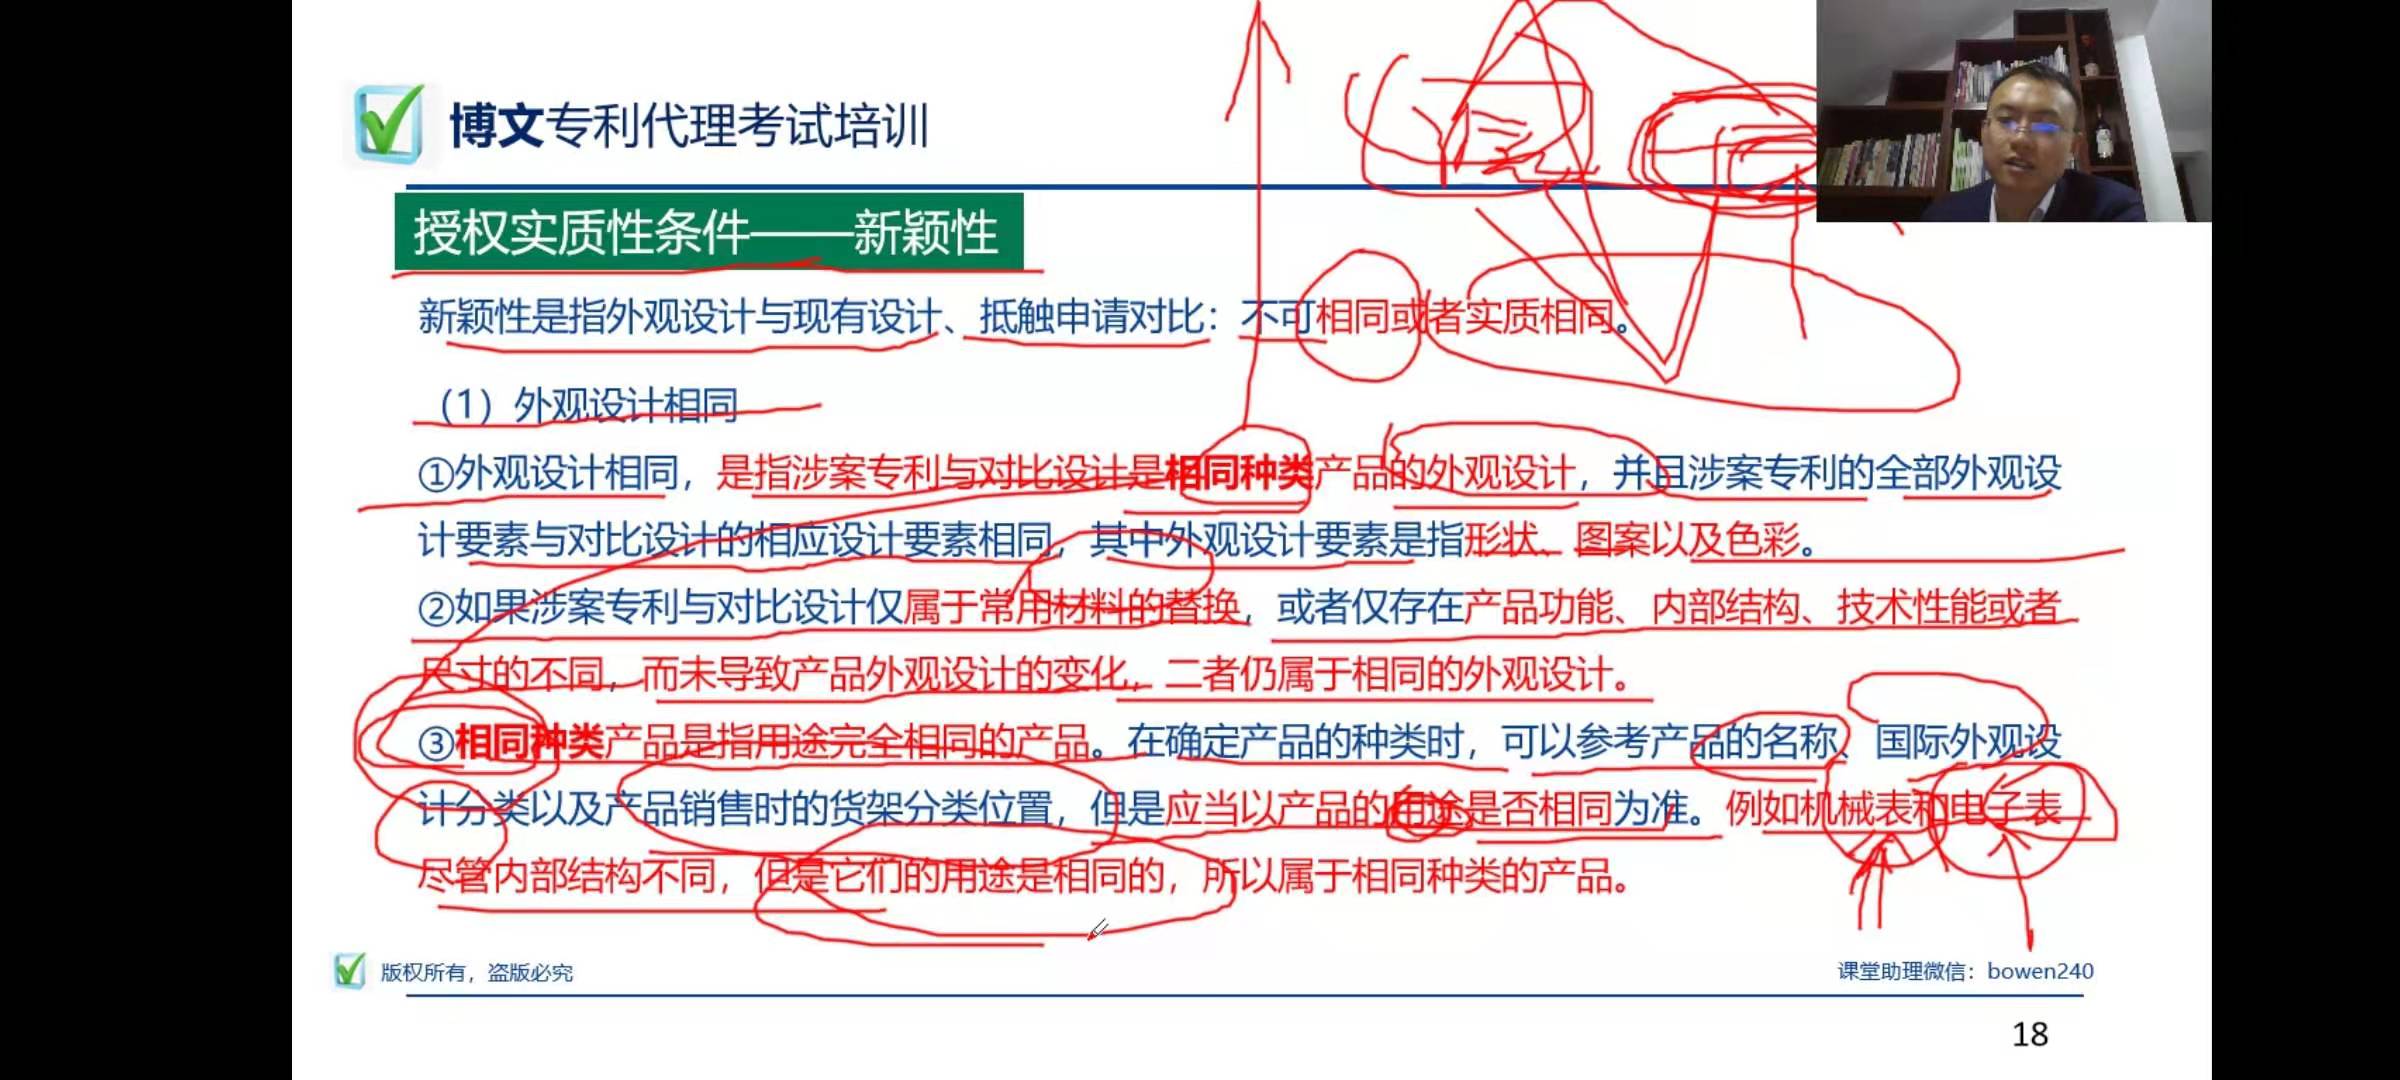 博文专利代理考试培训
授权实质性条件——新颖性
新颖性是指外观设计与现有设计、抵触申请对比：不可相同或者实质相同。
（1）外观设计相同
①外观设计相同，是指涉案专利与对比设计是相同种类产品的外观设计，并且涉案专利的全部外观设
计要素与对比设计的相应设计要素相同，其中外观设计要素是指形状、图案以及色彩。
②如果涉案专利与对比设计仅属于常用材料的替换，或者仅存在产品功能、内部结构、技术性能或者
尺寸的不同，而未导致产品外观设计的变化，二者仍属于相同的外观设计。
③相同种类产品是指用途完全相同的产品。在确定产品的种类时，可以参考产品的名称、国际外观设
计分类以及产品销售时的货架分类位置，但是应当以产品的用途是否相同为准。例如机械表和电子表
尽管内部结构不同，但是它们的用途是相同的，所以属于相同种类的产品。
版权所有，盗版必究
课堂助理微信：bowen240
18